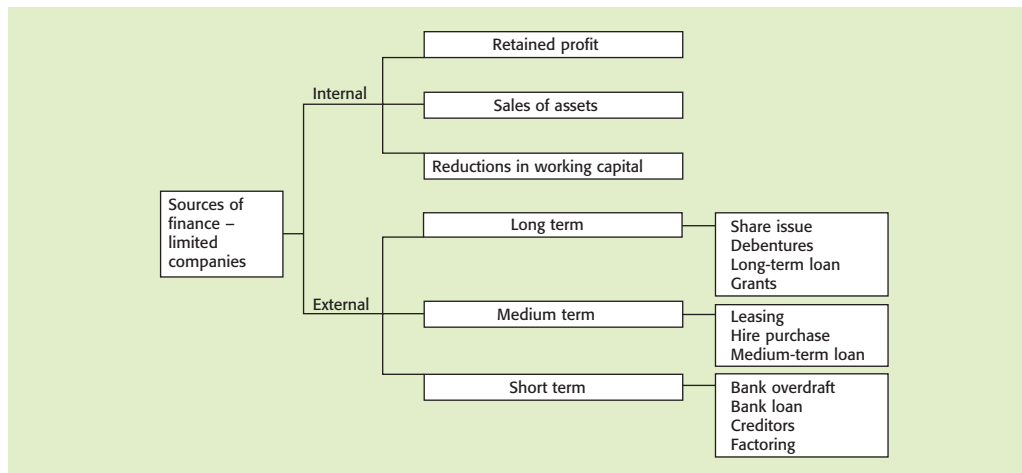 Sources of
finance –
limited
companies
Internal
Retained profit
Sales of assets
Reductions in working capital
External
Long term
Share issue
Debentures
Long-term loan
Grants
Medium term
Leasing
Hire purchase
Medium-term loan
Short term
Bank overdraft
Bank loan
Creditors
Factoring